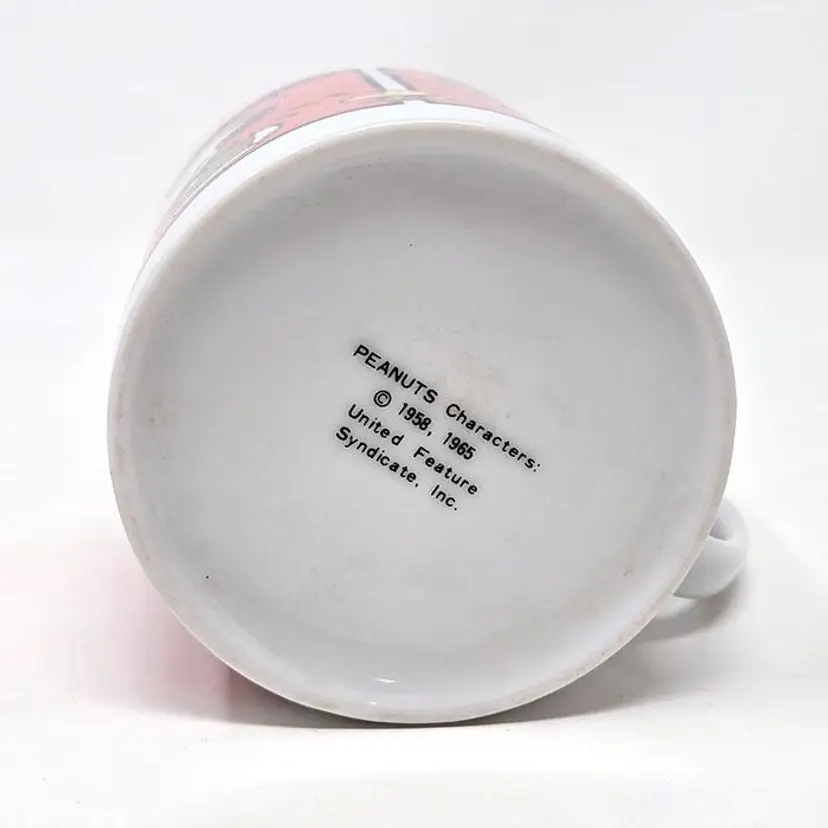 PEANUTS Characters:
© 1958, 1965
United Feature
Syndicate, Inc.